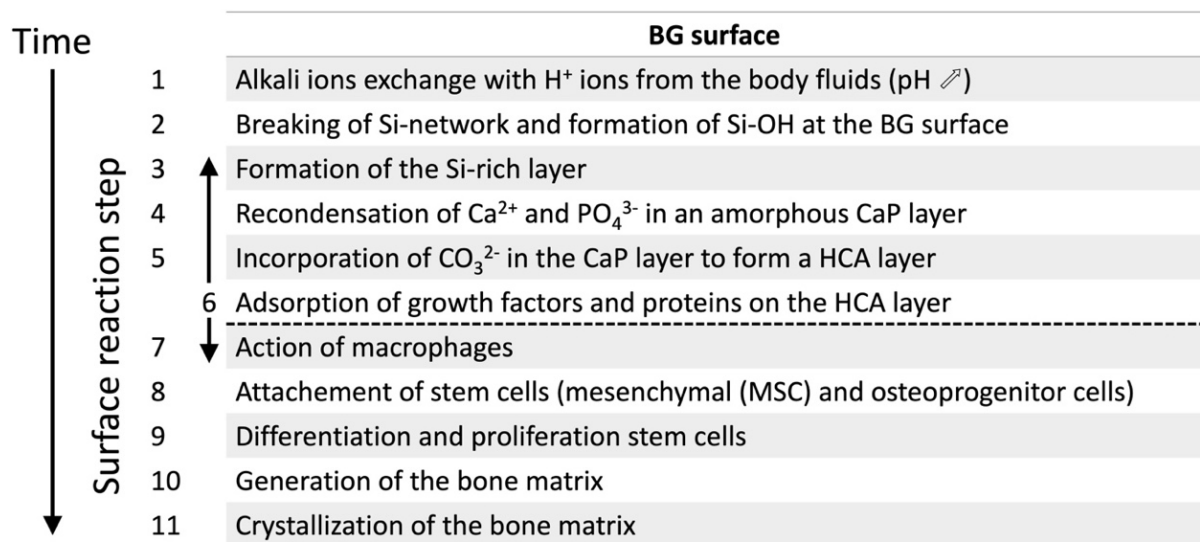 Time
BG surface
Surface reaction step
1 Alkali ions exchange with H⁺ ions from the body fluids (pH ⇗)
2 Breaking of Si-network and formation of Si-OH at the BG surface
3 Formation of the Si-rich layer
4 Recondensation of Ca²⁺ and PO₄³⁻ in an amorphous CaP layer
5 Incorporation of CO₃²⁻ in the CaP layer to form a HCA layer
6 Adsorption of growth factors and proteins on the HCA layer
7 Action of macrophages
8 Attachement of stem cells (mesenchymal (MSC) and osteoprogenitor cells)
9 Differentiation and proliferation stem cells
10 Generation of the bone matrix
11 Crystallization of the bone matrix